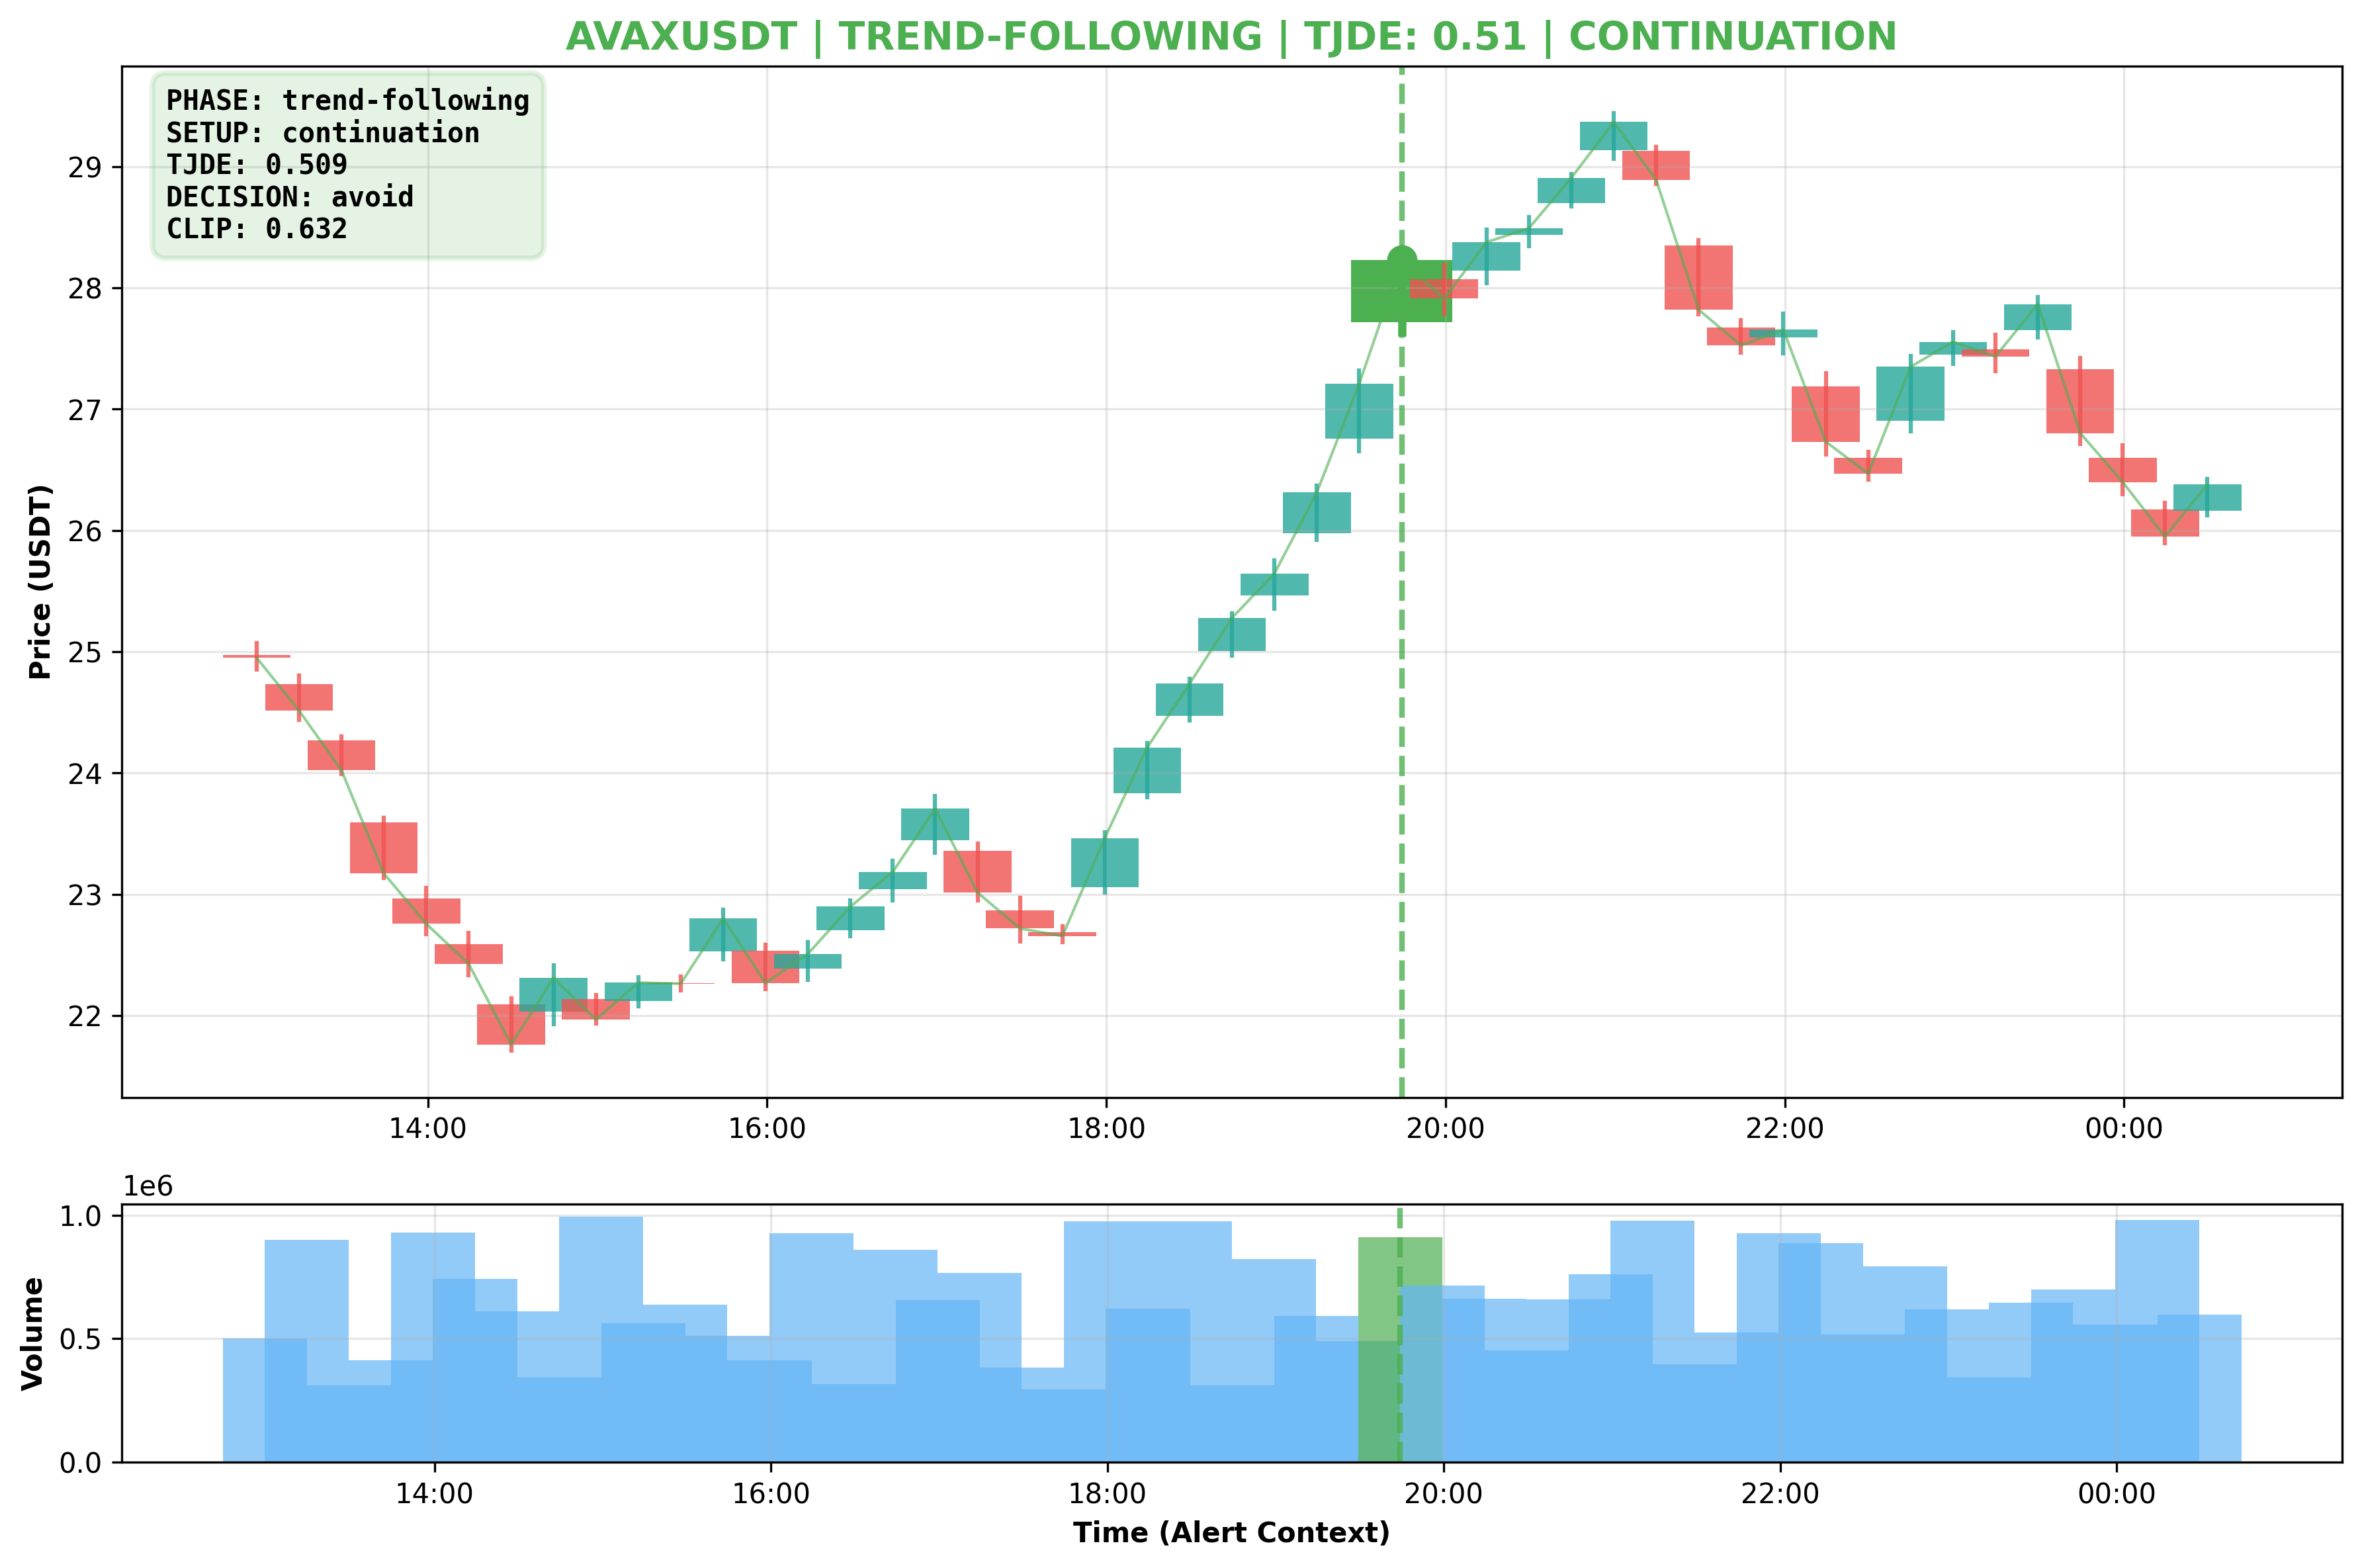 AVAXUSDT | TREND-FOLLOWING | TJDE: 0.51 | CONTINUATION
PHASE: trend-following
SETUP: continuation
TJDE: 0.509
DECISION: avoid
CLIP: 0.632
Price (USDT)
29
28
27
26
25
24
23
22
14:00 16:00 18:00 20:00 22:00 00:00
1e6
Volume
1.0
0.5
0.0
14:00 16:00 18:00 20:00 22:00 00:00
Time (Alert Context)